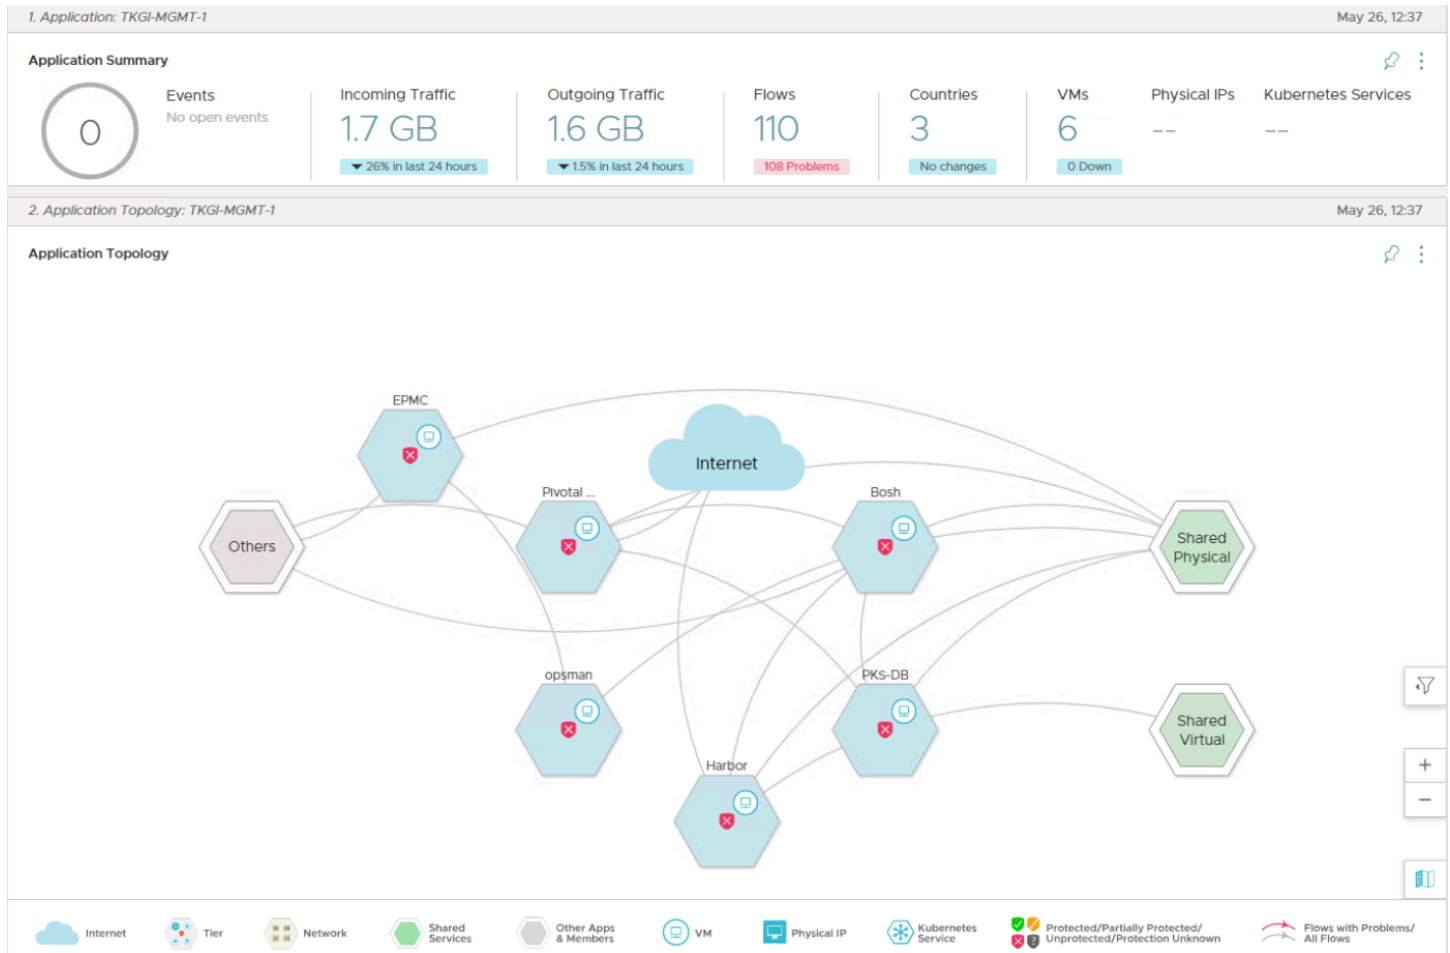 1. Application: TKGI-MGMT-1
May 26, 12:37
Application Summary
0
Events
No open events
Incoming Traffic
1.7 GB
26% in last 24 hours
Outgoing Traffic
1.6 GB
1.5% in last 24 hours
Flows
110
108 Problems
Countries
3
No changes
VMs
6
0 Down
Physical IPs
--
Kubernetes Services
--
2. Application Topology: TKGI-MGMT-1
May 26, 12:37
Application Topology
EPMC
Internet
Pivotal ...
Bosh
Others
Shared
Physical
opsman
PKS-DB
Shared
Virtual
Harbor
+
−
Internet
Tier
Network
Shared
Services
Other Apps
& Members
VM
Physical IP
Kubernetes
Service
Protected/Partially Protected/
Unprotected/Protection Unknown
Flows with Problems/
All Flows